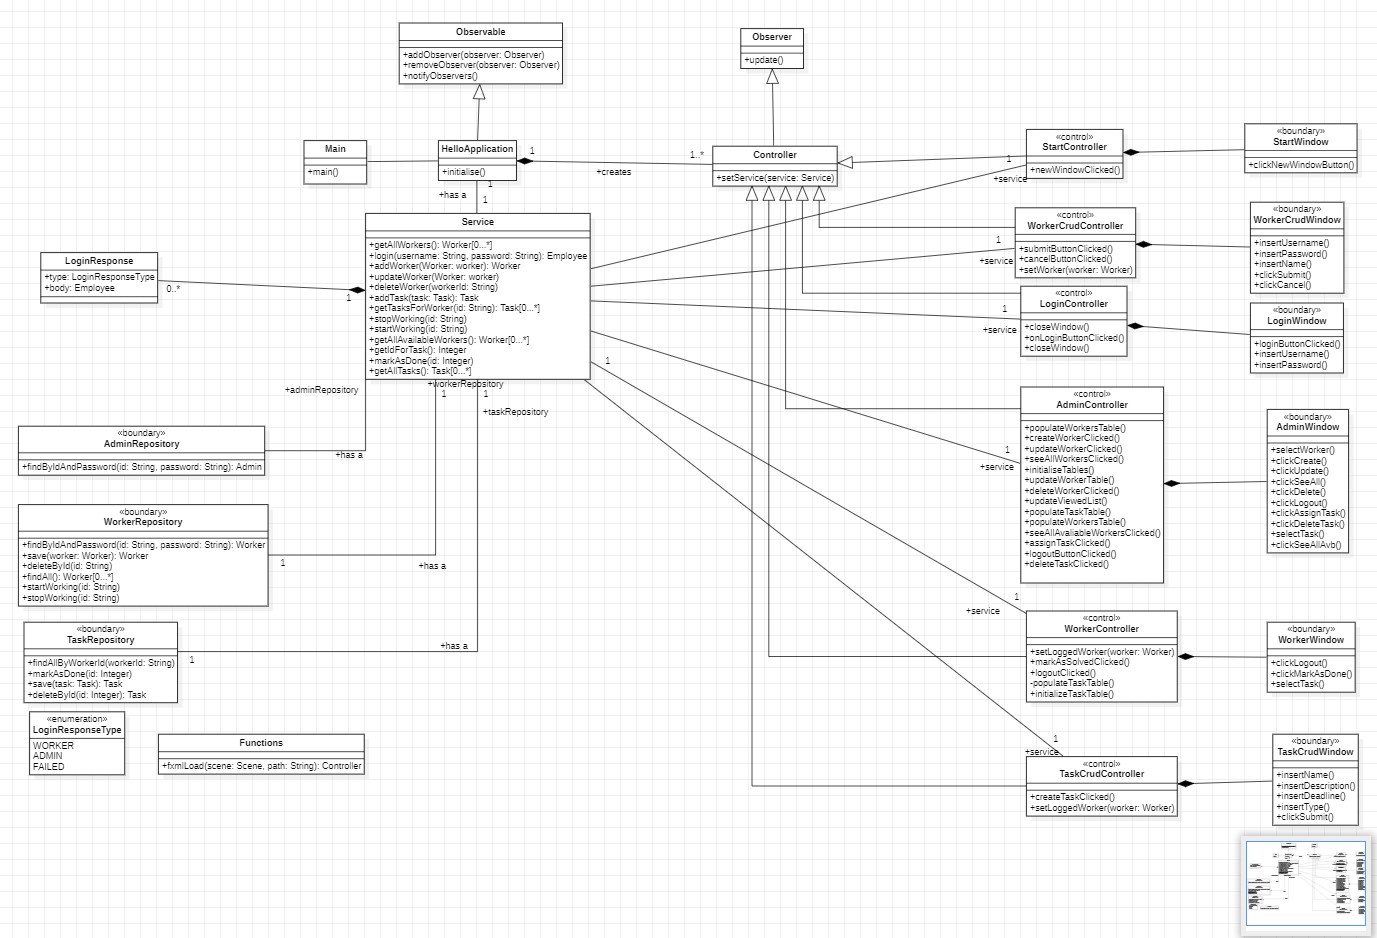 Observable
+addObserver(observer: Observer)
+removeObserver(observer: Observer)
+notifyObservers()
Observer
+update()
Main
+main()
HelloApplication
+initialise()
1
+creates
1..*
Controller
+setService(service: Service)
«control»
StartController
+newWindowClicked()
1
+service
«boundary»
StartWindow
+clickNewWindowButton()
1
+has a
1
Service
+getAllWorkers(): Worker[0...*]
+login(username: String, password: String): Employee
+addWorker(Worker: worker): Worker
+updateWorker(Worker: worker)
+deleteWorker(workerId: String)
+addTask(task: Task): Task
+getTasksForWorker(id: String): Task[0...*]
+stopWorking(id: String)
+startWorking(id: String)
+getAllAvailableWorkers(): Worker[0...*]
+getIdForTask(): Integer
+markAsDone(id: Integer)
+getAllTasks(): Task[0...*]
LoginResponse
+type: LoginResponseType
+body: Employee
0..*
1
«control»
WorkerCrudController
+submitButtonClicked()
+cancelButtonClicked()
+setWorker(worker: Worker)
1
+service
«boundary»
WorkerCrudWindow
+insertUsername()
+insertPassword()
+insertName()
+clickSubmit()
+clickCancel()
«control»
LoginController
+closeWindow()
+onLoginButtonClicked()
+closeWindow()
1
+service
«boundary»
LoginWindow
+loginButtonClicked()
+insertUsername()
+insertPassword()
1
+adminRepository
+workerRepository
1
1
+taskRepository
«control»
AdminController
+populateWorkersTable()
+createWorkerClicked()
+updateWorkerClicked()
+seeAllWorkersClicked()
+initialiseTables()
+updateWorkerTable()
+deleteWorkerClicked()
+updateViewedList()
+populateTaskTable()
+populateWorkersTable()
+seeAllAvaliableWorkersClicked()
+assignTaskClicked()
+logoutButtonClicked()
+deleteTaskClicked()
1
+service
«boundary»
AdminWindow
+selectWorker()
+clickCreate()
+clickUpdate()
+clickSeeAll()
+clickDelete()
+clickLogout()
+clickAssignTask()
+clickDeleteTask()
+selectTask()
+clickSeeAllAvb()
«boundary»
AdminRepository
+findByIdAndPassword(id: String, password: String): Admin
+has a
«boundary»
WorkerRepository
+findByIdAndPassword(id: String, password: String): Worker
+save(worker: Worker): Worker
+deleteById(id: String)
+findAll(): Worker[0...*]
+startWorking(id: String)
+stopWorking(id: String)
1
+has a
«boundary»
TaskRepository
+findAllByWorkerId(workerId: String)
+markAsDone(id: Integer)
+save(task: Task): Task
+deleteById(id: Integer): Task
1
+has a
1
+service
«control»
WorkerController
+setLoggedWorker(worker: Worker)
+markAsSolvedClicked()
+logoutClicked()
-populateTaskTable()
+initializeTaskTable()
«boundary»
WorkerWindow
+clickLogout()
+clickMarkAsDone()
+selectTask()
«enumeration»
LoginResponseType
WORKER
ADMIN
FAILED
Functions
+fxmlLoad(scene: Scene, path: String): Controller
1
+service
«control»
TaskCrudController
+createTaskClicked()
+setLoggedWorker(worker: Worker)
«boundary»
TaskCrudWindow
+insertName()
+insertDescription()
+insertDeadline()
+insertType()
+clickSubmit()